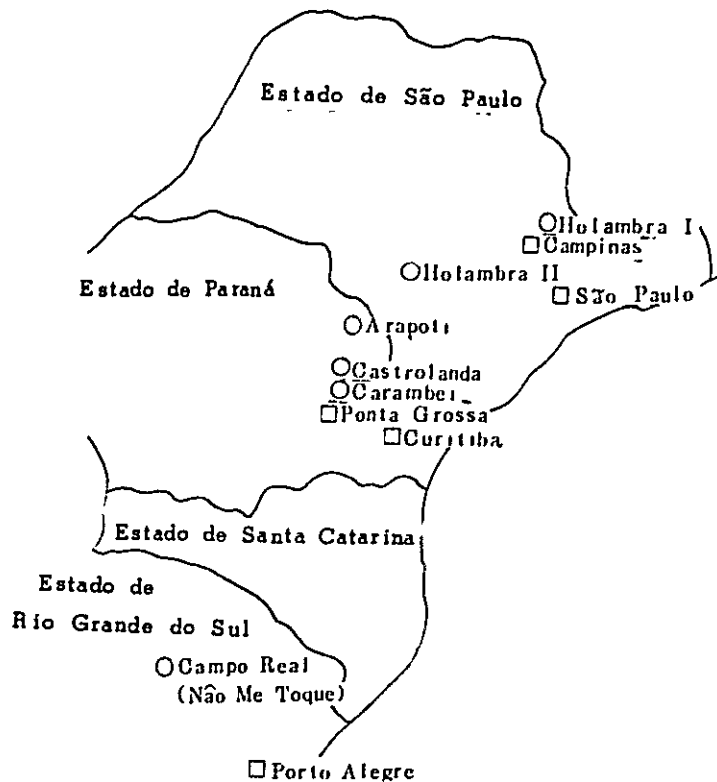 Estado de São Paulo
Holambra I
Campinas
Holambra II
São Paulo
Estado de Paraná
Arapoti
Castrolanda
Carambei
Ponta Grossa
Curitiba
Estado de Santa Catarina
Estado de
Rio Grande do Sul
Campo Real
(Não Me Toque)
Porto Alegre